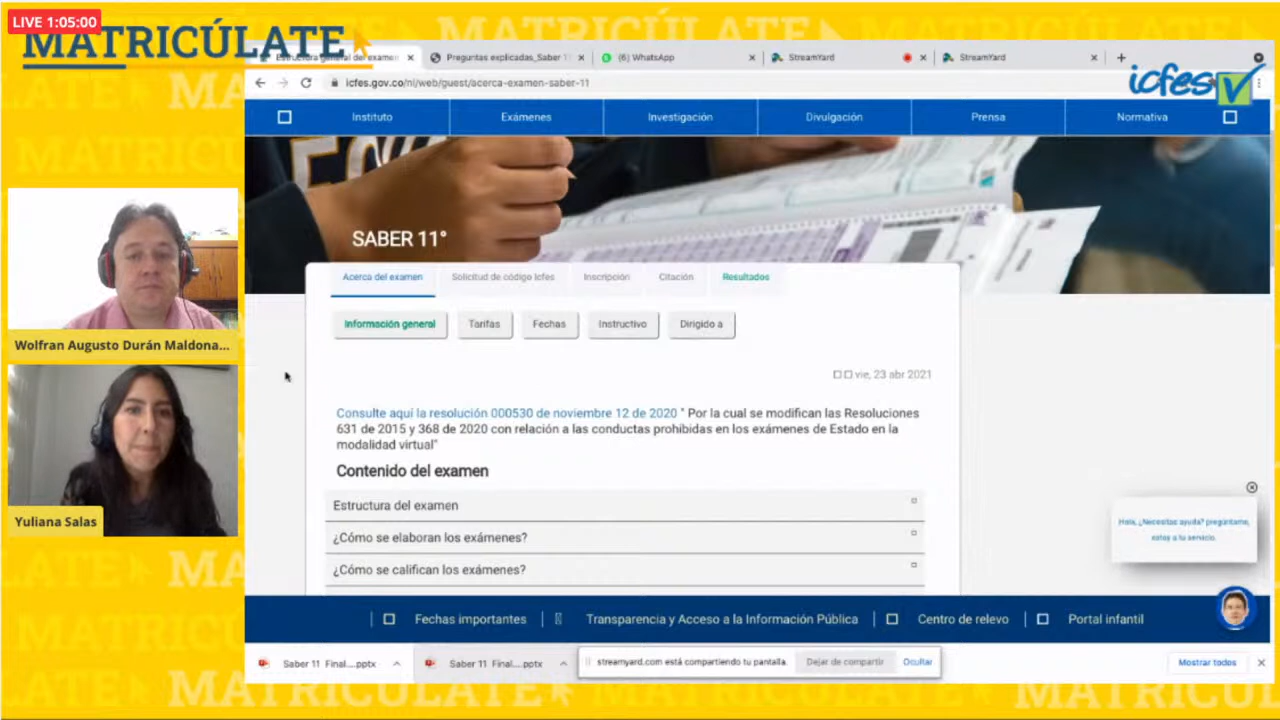 LIVE 1:05:00
MATRICÚLATE
Preguntas explicadas_Saber 1
(6) WhatsApp
StreamYard
StreamYard
icfes.gov.co/ni/web/guest/acerca-examen-saber-11
icfes
Instituto
Exámenes
Investigación
Divulgación
Prensa
Normativa
SABER 11°
Acerca del examen
Solicitud de código Icfes
Inscripción
Citación
Resultados
Información general
Tarifas
Fechas
Instructivo
Dirigido a
vie, 23 abr 2021
Consulte aquí la resolución 000530 de noviembre 12 de 2020 " Por la cual se modifican las Resoluciones
631 de 2015 y 368 de 2020 con relación a las conductas prohibidas en los exámenes de Estado en la
modalidad virtual"
Contenido del examen
Estructura del examen
¿Cómo se elaboran los exámenes?
¿Cómo se califican los exámenes?
Wolfran Augusto Durán Maldona...
Yuliana Salas
Hola, ¿Necesitas ayuda? pregúntame,
estoy a tu servicio.
Fechas importantes
Transparencia y Acceso a la Información Pública
Centro de relevo
Portal infantil
Saber 11 Final....pptx
Saber 11 Final....pptx
streamyard.com está compartiendo tu pantalla.
Dejar de compartir
Ocultar
Mostrar todos